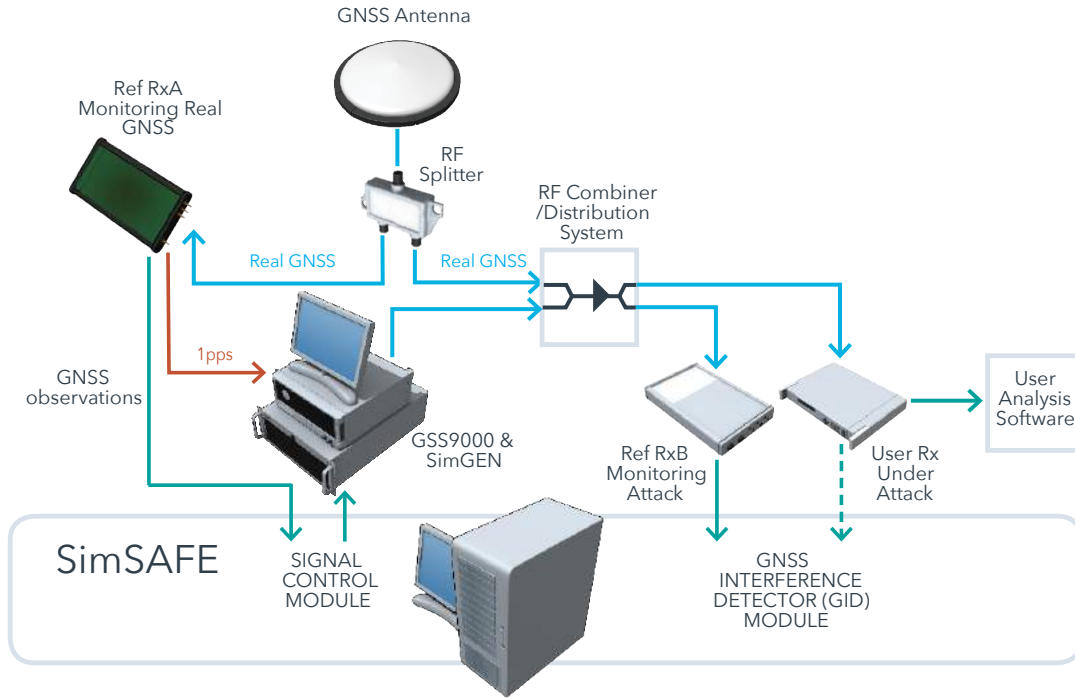 GNSS Antenna
Ref RxA
Monitoring Real
GNSS
RF
Splitter
RF Combiner
/Distribution
System
Real GNSS
Real GNSS
1pps
GNSS
observations
GSS9000 &
SimGEN
Ref RxB
Monitoring
Attack
User Rx
Under
Attack
User
Analysis
Software
SimSAFE
SIGNAL
CONTROL
MODULE
GNSS
INTERFERENCE
DETECTOR (GID)
MODULE